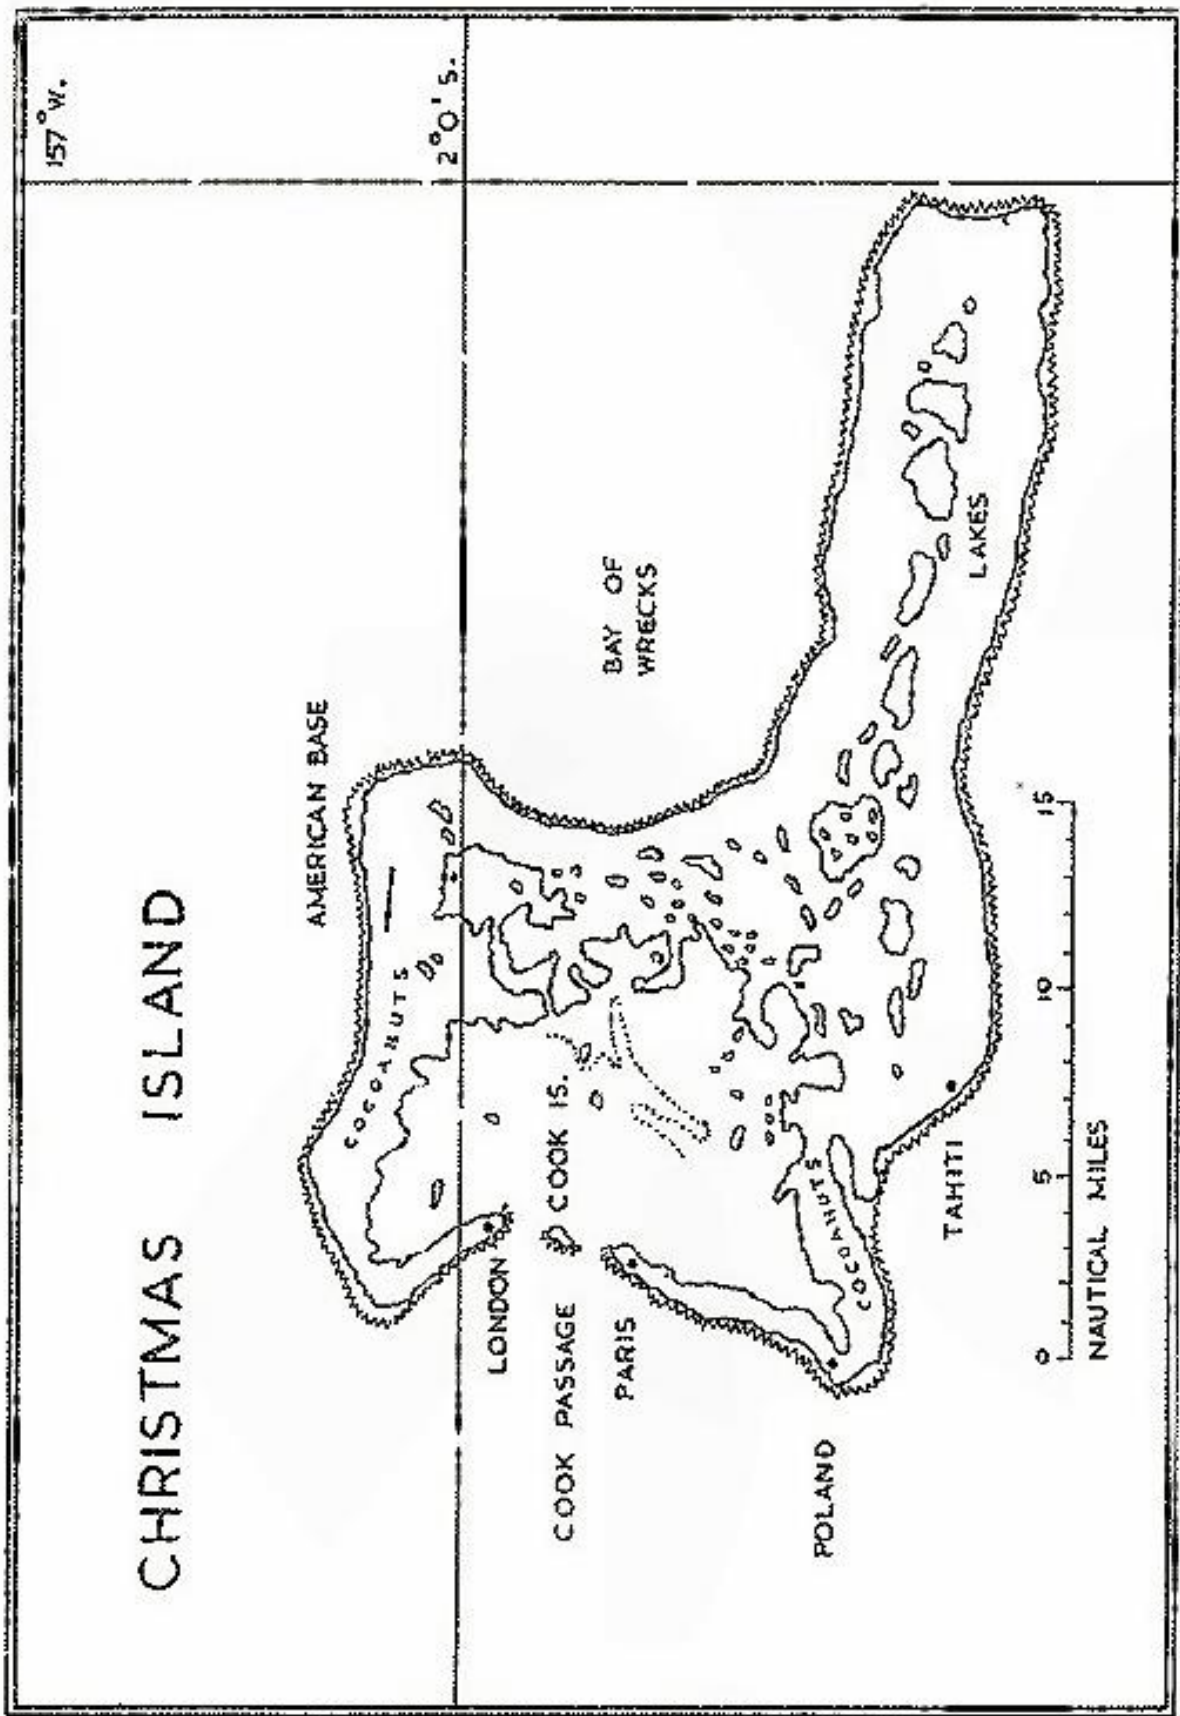 CHRISTMAS ISLAND
157°W.
AMERICAN BASE
COCOANUTS
2°0' S.
LONDON
COOK PASSAGE
COOK IS.
BAY OF
WRECKS
PARIS
POLAND
COCOANUTS
LAKES
TAHITI
0 5 10 15
NAUTICAL MILES